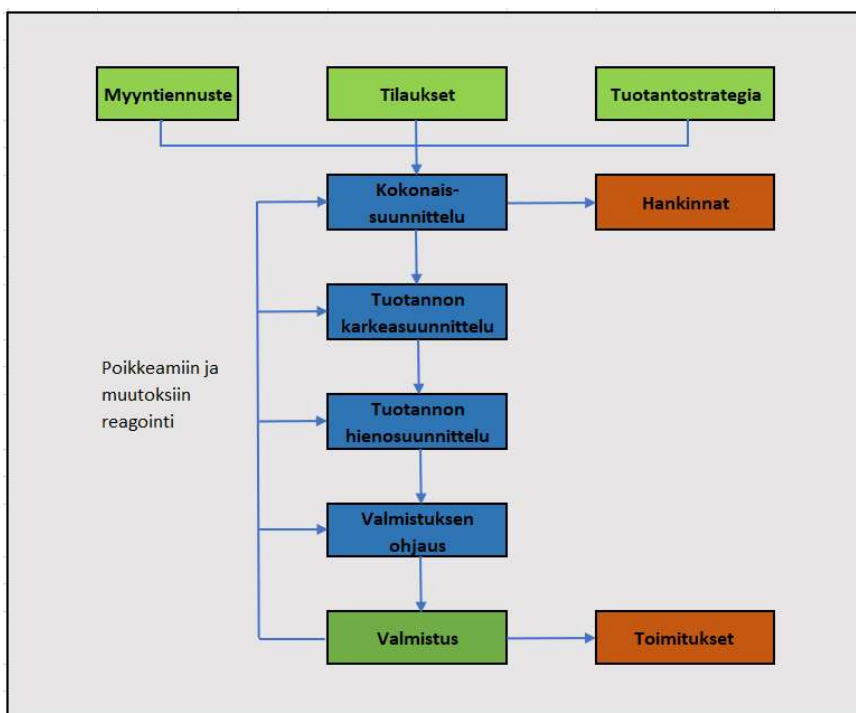 Myyntiennuste
Tilaukset
Tuotantostrategia
Kokonais-
suunnittelu
Hankinnat
Tuotannon
karkeasuunnittelu
Poikkeamiin ja
muutoksiin
reagointi
Tuotannon
hienosuunnittelu
Valmistuksen
ohjaus
Valmistus
Toimitukset